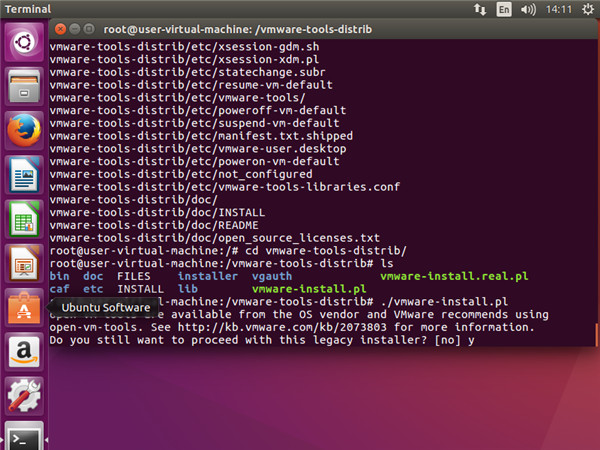 Terminal
En
14:11
root@user-virtual-machine: /vmware-tools-distrib
vmware-tools-distrib/etc/xsession-gdm.sh
vmware-tools-distrib/etc/xsession-xdm.pl
vmware-tools-distrib/etc/statechange.subr
vmware-tools-distrib/etc/resume-vm-default
vmware-tools-distrib/etc/vmware-tools/
vmware-tools-distrib/etc/poweroff-vm-default
vmware-tools-distrib/etc/suspend-vm-default
vmware-tools-distrib/etc/manifest.txt.shipped
vmware-tools-distrib/etc/vmware-user.desktop
vmware-tools-distrib/etc/poweron-vm-default
vmware-tools-distrib/etc/not_configured
vmware-tools-distrib/etc/vmware-tools-libraries.conf
vmware-tools-distrib/doc/
vmware-tools-distrib/doc/INSTALL
vmware-tools-distrib/doc/README
vmware-tools-distrib/doc/open_source_licenses.txt
root@user-virtual-machine:/# cd vmware-tools-distrib/
root@user-virtual-machine:/vmware-tools-distrib# ls
bin doc FILES installer vgauth vmware-install.real.pl
caf etc INSTALL lib vmware-install.pl
Ubuntu Software
-machine:/vmware-tools-distrib# ./vmware-install.pl
are available from the OS vendor and VMware recommends using
open-vm-tools. See http://kb.vmware.com/kb/2073803 for more information.
Do you still want to proceed with this legacy installer? [no] y